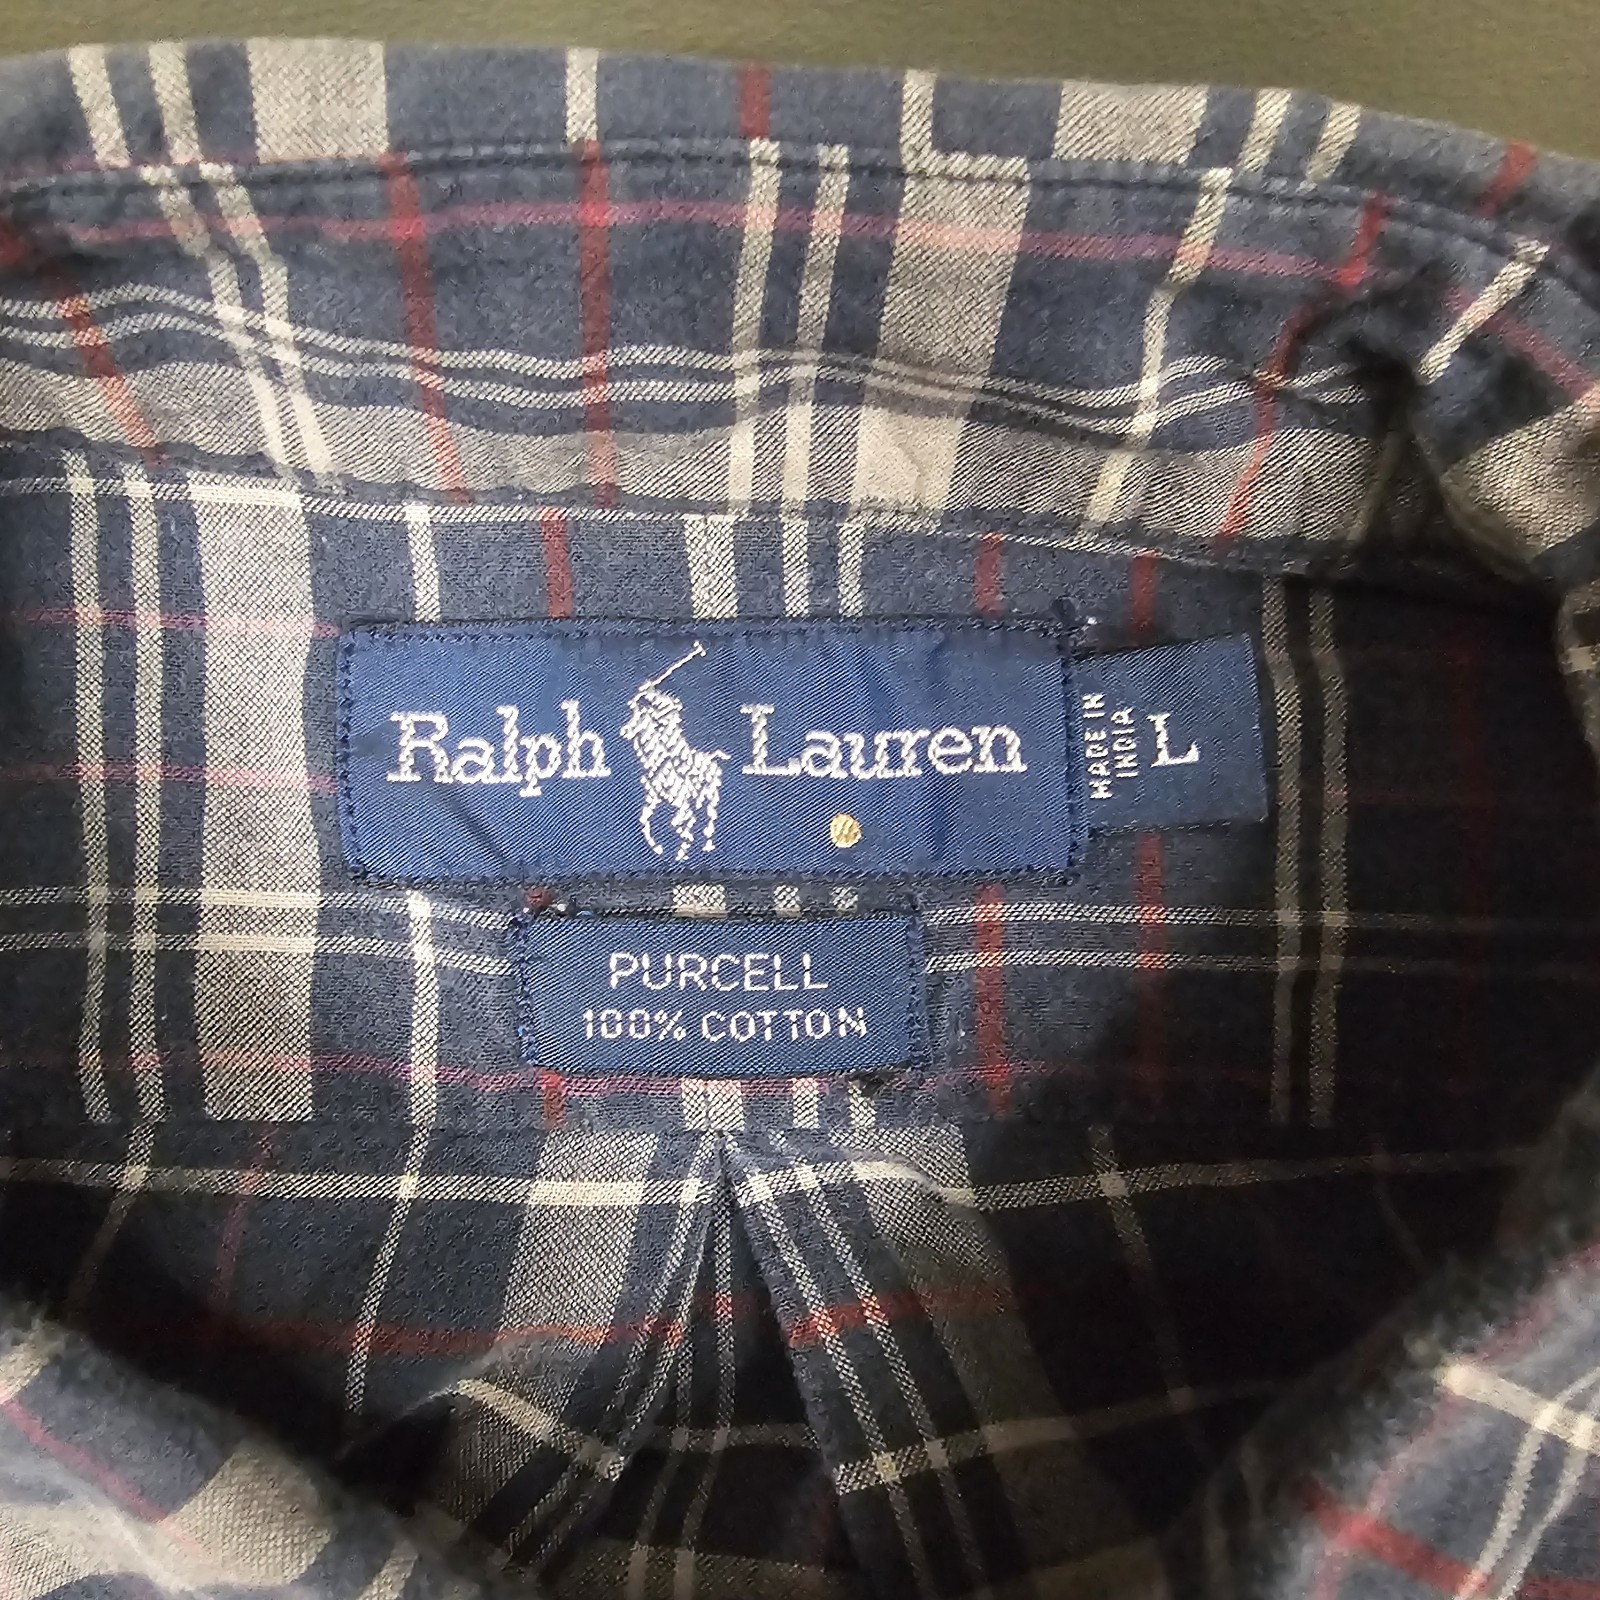 Ralph Lauren
MADE IN
INDIA
L
PURCELL
100% COTTON